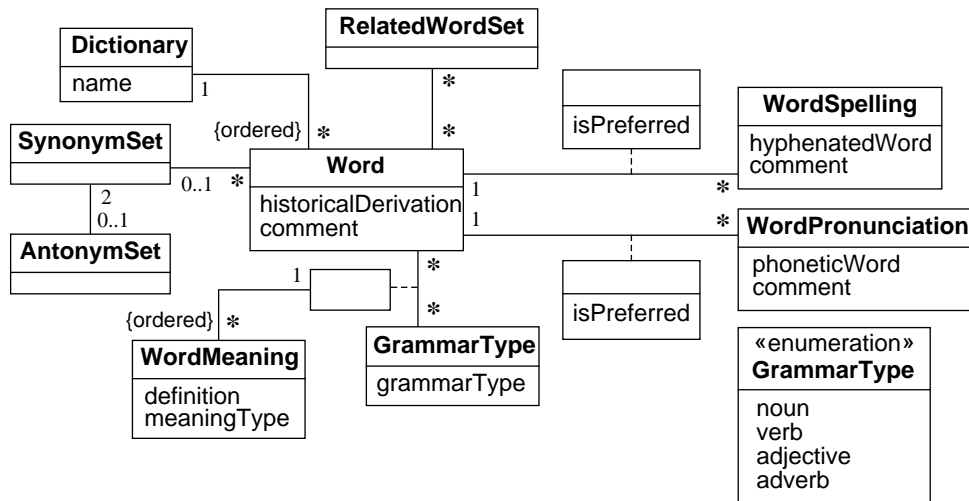 Dictionary
name
1
{ordered}
*
RelatedWordSet
*
*
SynonymSet
0..1
*
2
0..1
AntonymSet
Word
historicalDerivation
comment
isPreferred
1
*
WordSpelling
hyphenatedWord
comment
1
*
WordPronunciation
phoneticWord
comment
isPreferred
*
*
1
{ordered}
*
WordMeaning
definition
meaningType
GrammarType
grammarType
«enumeration»
GrammarType
noun
verb
adjective
adverb